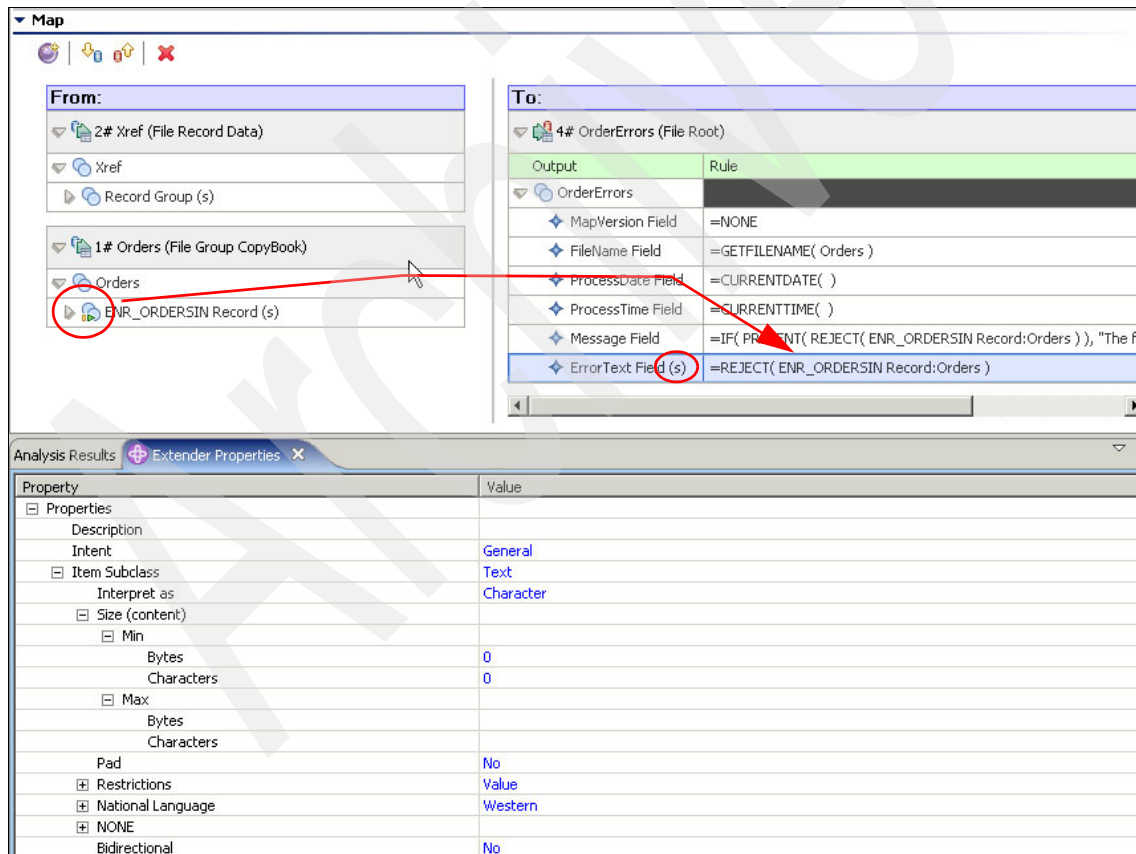 Map
From:
2# Xref (File Record Data)
Xref
Record Group (s)
1# Orders (File Group CopyBook)
Orders
ENR_ORDERSIN Record (s)
To:
4# OrderErrors (File Root)
Output Rule
OrderErrors
MapVersion Field =NONE
FileName Field =GETFILENAME( Orders )
ProcessDate Field =CURRENTDATE( )
ProcessTime Field =CURRENTTIME( )
Message Field =IF( PRESENT( REJECT( ENR_ORDERSIN Record:Orders ) ), "The f
ErrorText Field (s) =REJECT( ENR_ORDERSIN Record:Orders )
Analysis Results Extender Properties
Property Value
Properties
Description
Intent General
Item Subclass Text
Interpret as Character
Size (content)
Min
Bytes 0
Characters 0
Max
Bytes
Characters
Pad No
Restrictions Value
National Language Western
NONE
Bidirectional No
Archive